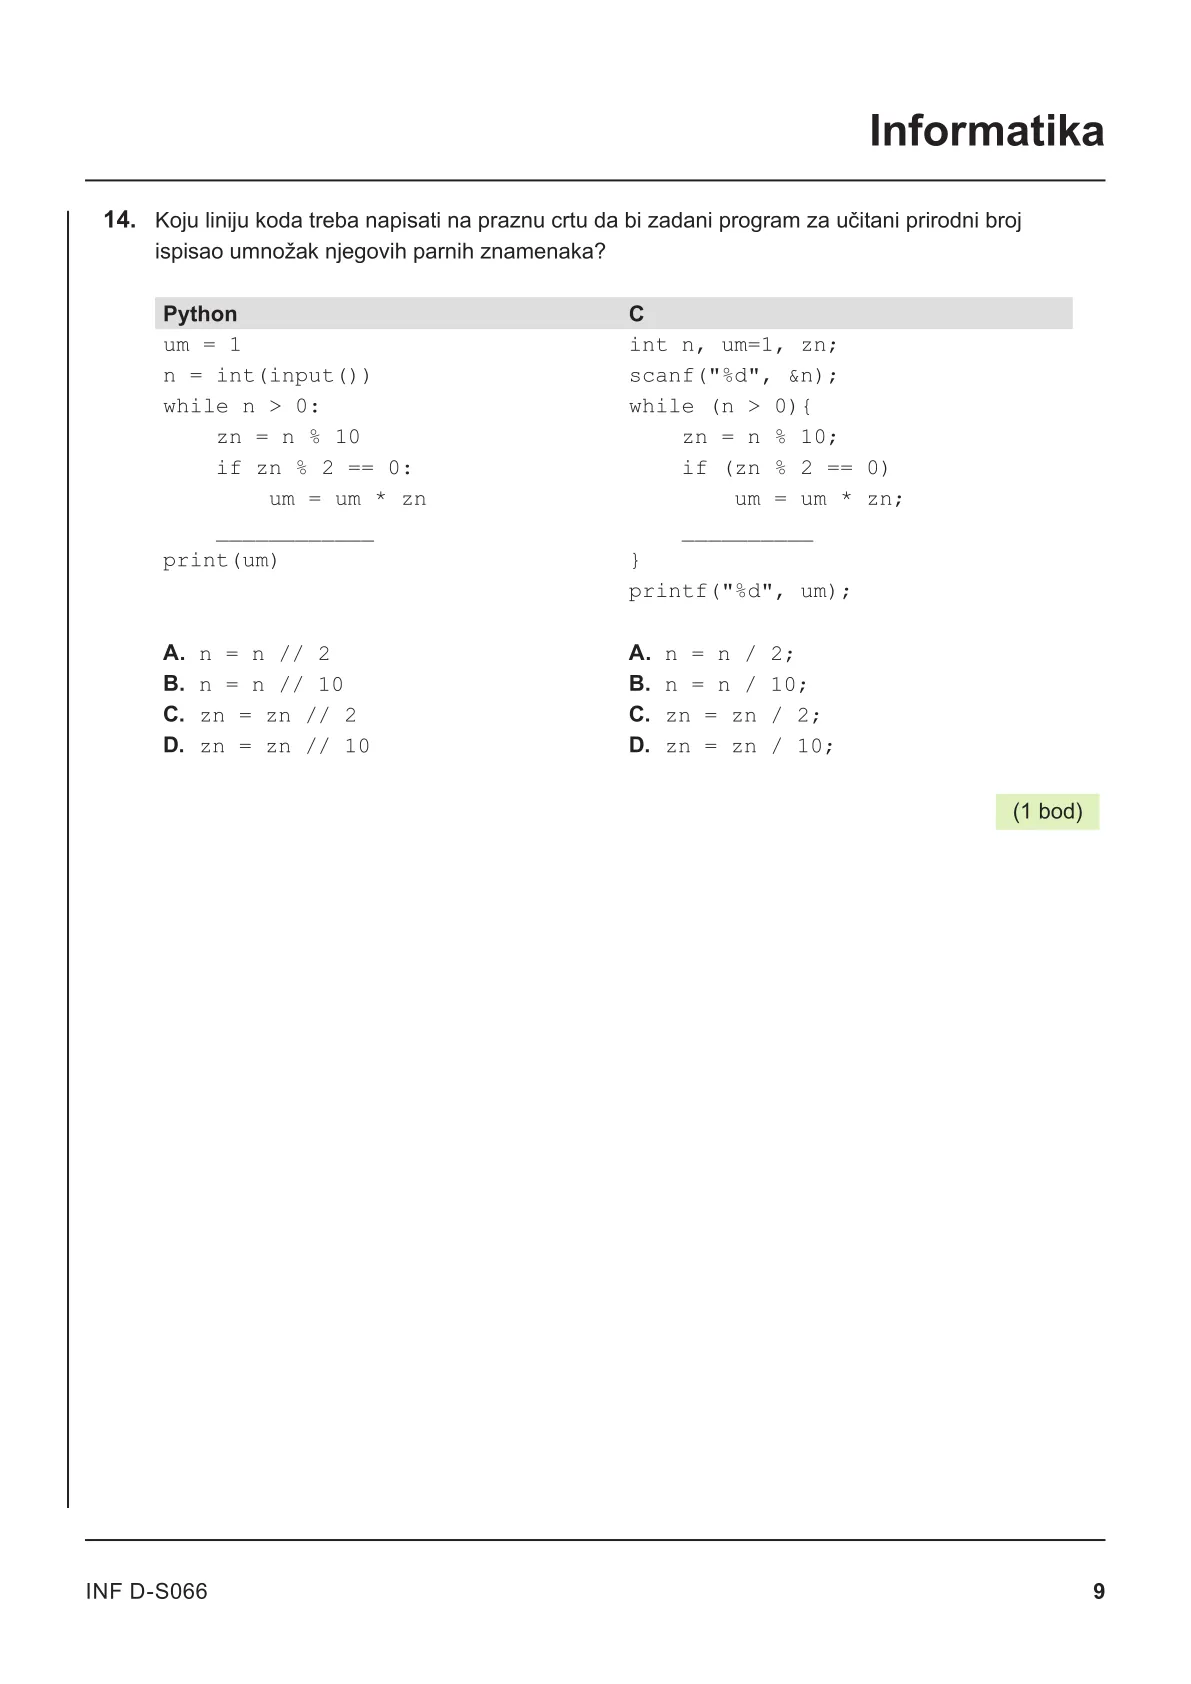 Informatika
14. Koju liniju koda treba napisati na praznu crtu da bi zadani program za učitani prirodni broj
ispisao umnožak njegovih parnih znamenaka?
Python C
um = 1 int n, um=1, zn;
n = int(input()) scanf("%d", &n);
while n > 0: while (n > 0){
zn = n % 10 zn = n % 10;
if zn % 2 == 0: if (zn % 2 == 0)
um = um * zn um = um * zn;
____________ __________
print(um) }
printf("%d", um);
A. n = n // 2 A. n = n / 2;
B. n = n // 10 B. n = n / 10;
C. zn = zn // 2 C. zn = zn / 2;
D. zn = zn // 10 D. zn = zn / 10;
(1 bod)
INF D-S066 9